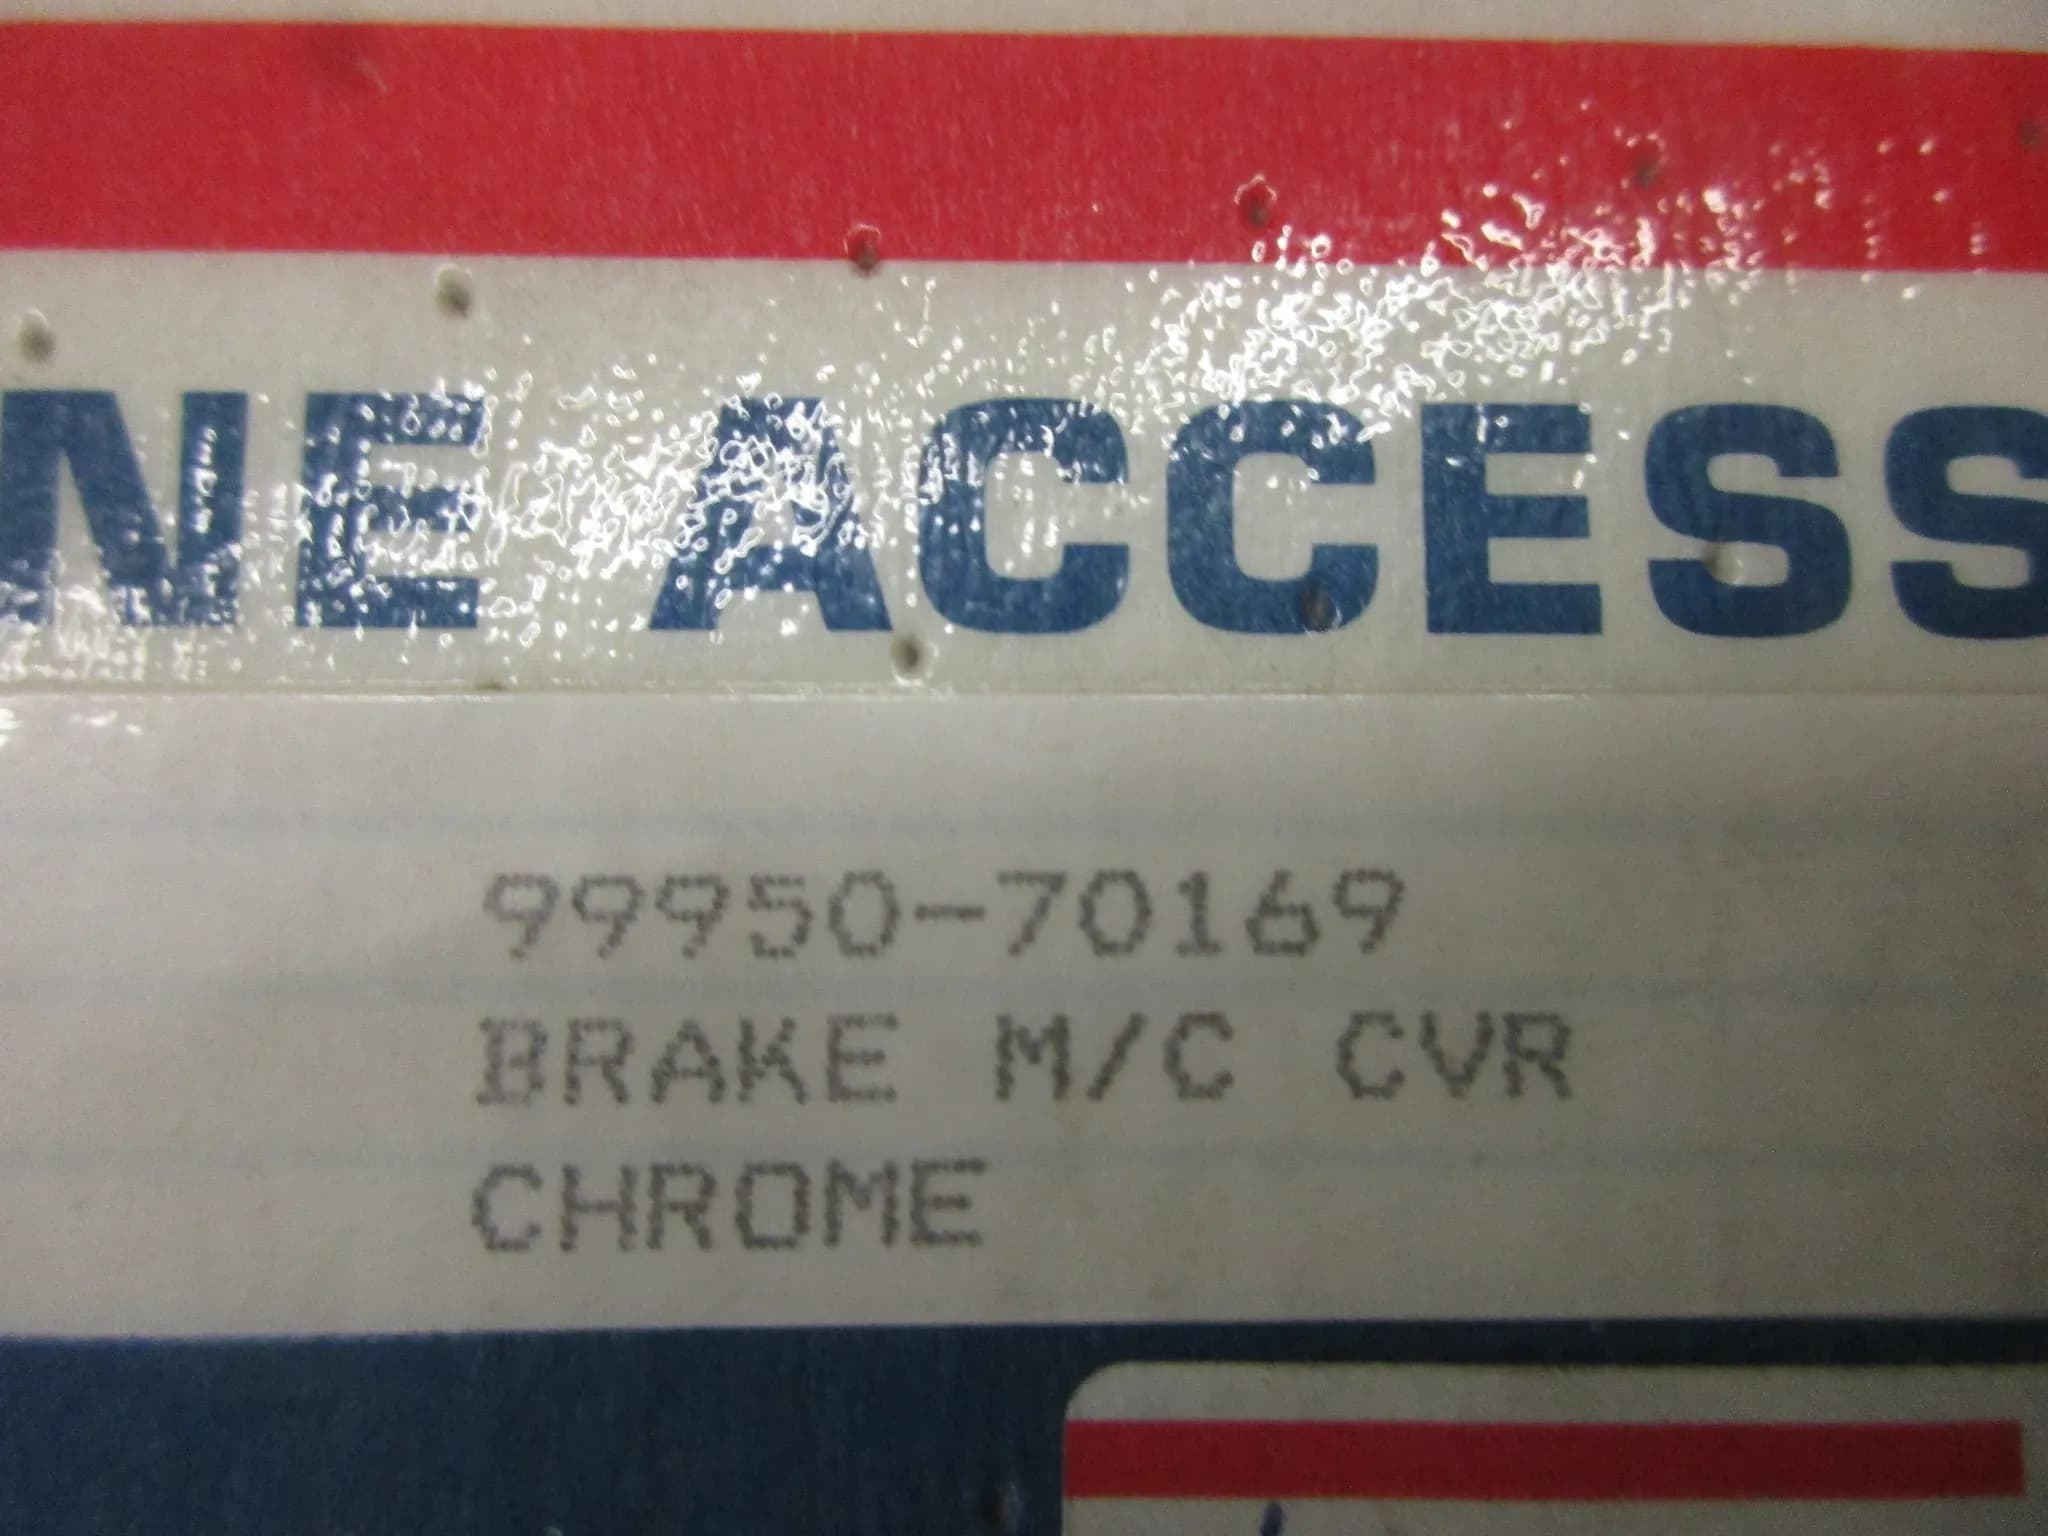 NE ACCESS
99950-70169
BRAKE M/C CVR
CHROME